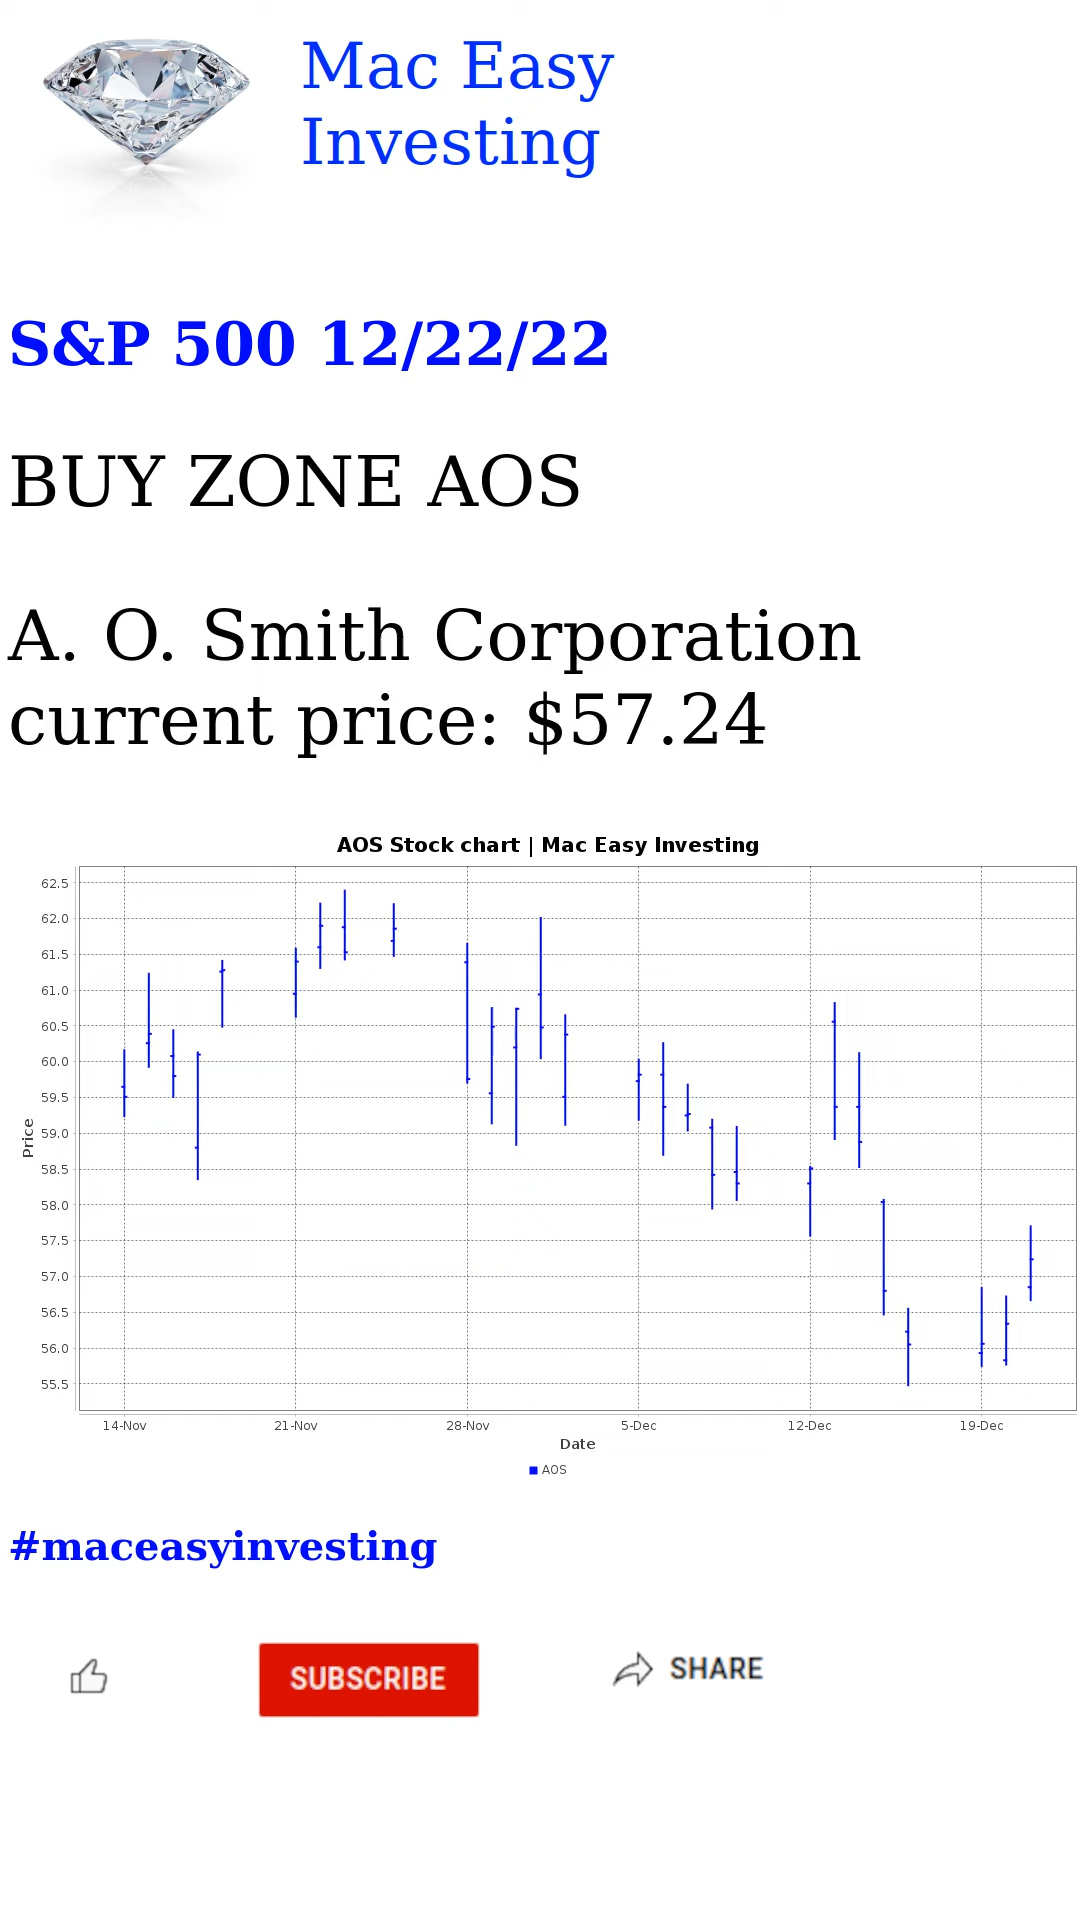 Mac Easy
Investing
S&P 500 12/22/22
BUY ZONE AOS
A. O. Smith Corporation
current price: $57.24
AOS Stock chart | Mac Easy Investing
62.5
62.0
61.5
61.0
60.5
60.0
59.5
59.0
58.5
58.0
57.5
57.0
56.5
56.0
55.5
Price
14-Nov 21-Nov 28-Nov 5-Dec 12-Dec 19-Dec
Date
AOS
#maceasyinvesting
SUBSCRIBE
SHARE